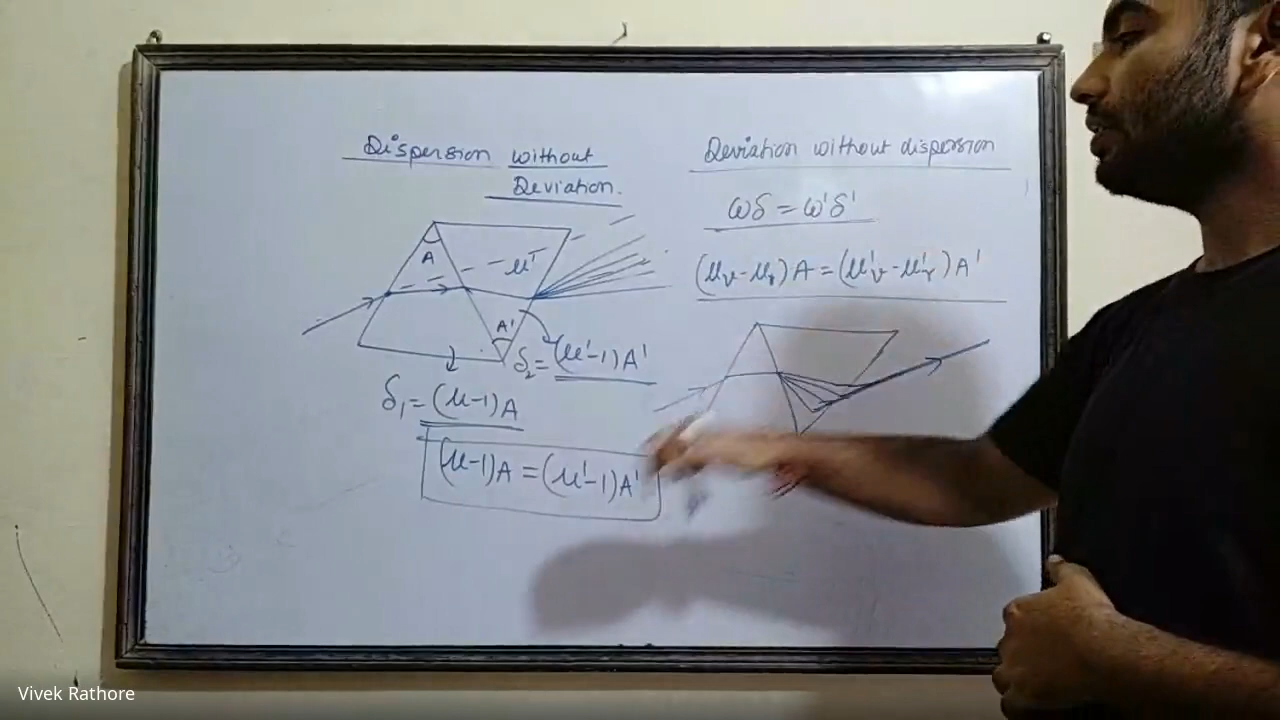 Dispersion without
Deviation.
A
μ'
A'
δ₂=(μ'-1)A'
δ₁=(μ-1)A
(μ-1)A=(μ'-1)A'
Deviation without dispersion
ωδ=ω'δ'
(μᵥ-μᵣ)A=(μ'ᵥ-μ'ᵣ)A'
Vivek Rathore